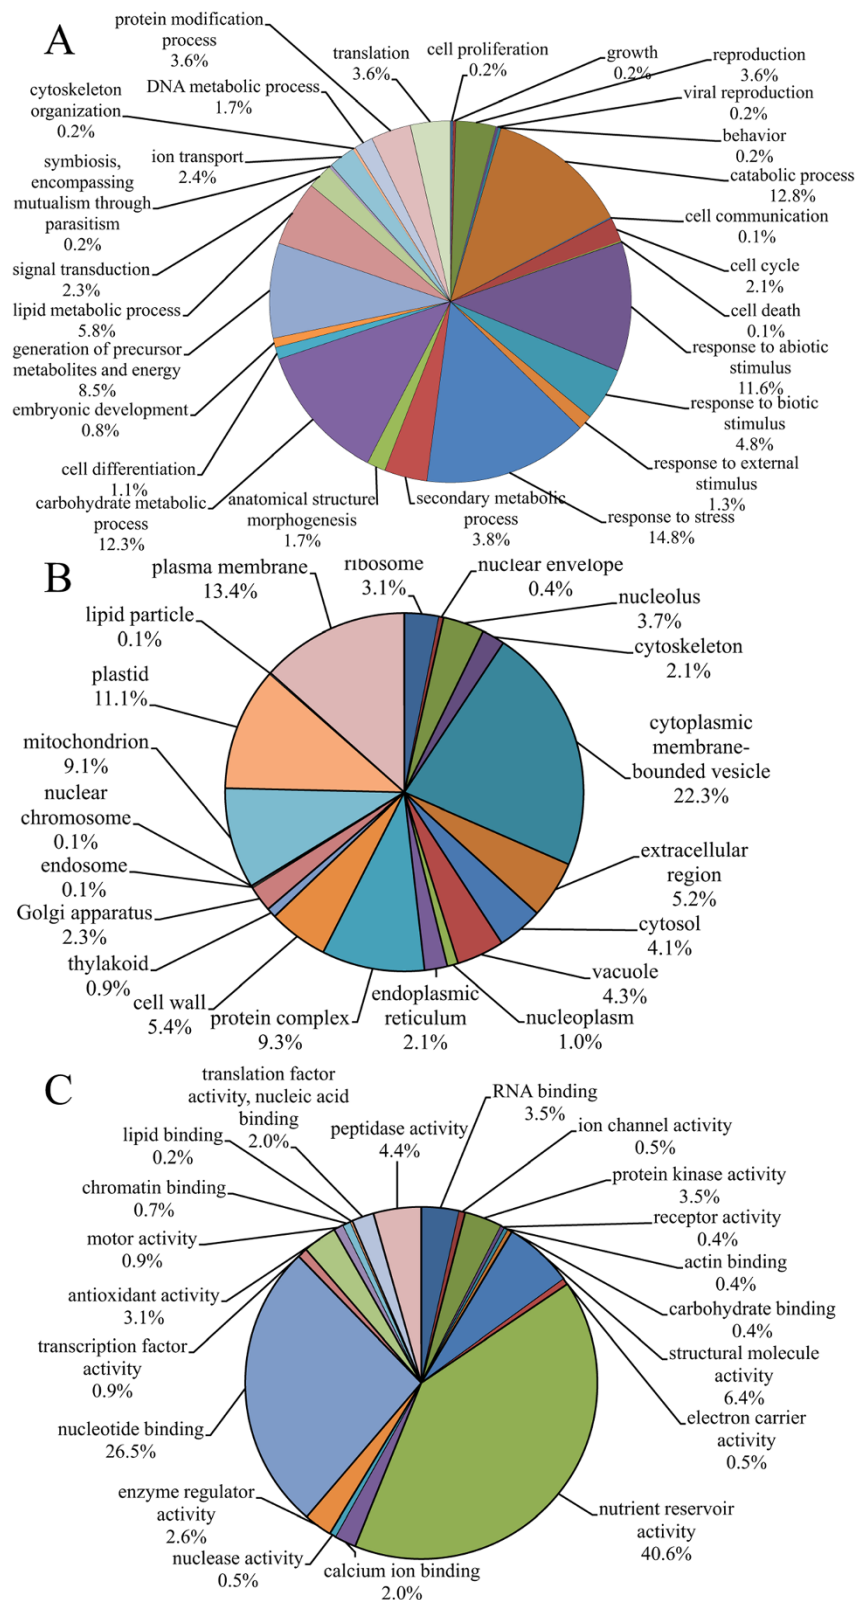 A
protein modification
process
3.6%
translation
3.6%
cell proliferation
0.2%
growth
0.2%
reproduction
3.6%
viral reproduction
0.2%
behavior
0.2%
catabolic process
12.8%
cell communication
0.1%
cell cycle
2.1%
cell death
0.1%
response to abiotic
stimulus
11.6%
response to biotic
stimulus
4.8%
response to external
stimulus
1.3%
response to stress
14.8%
secondary metabolic
process
3.8%
anatomical structure
morphogenesis
1.7%
carbohydrate metabolic
process
12.3%
cell differentiation
1.1%
embryonic development
0.8%
generation of precursor
metabolites and energy
8.5%
lipid metabolic process
5.8%
signal transduction
2.3%
symbiosis,
encompassing
mutualism through
parasitism
0.2%
ion transport
2.4%
cytoskeleton
organization
0.2%
DNA metabolic process
1.7%
B
plasma membrane
13.4%
ribosome
3.1%
nuclear envelope
0.4%
nucleolus
3.7%
cytoskeleton
2.1%
cytoplasmic
membrane-
bounded vesicle
22.3%
extracellular
region
5.2%
cytosol
4.1%
vacuole
4.3%
nucleoplasm
1.0%
endoplasmic
reticulum
2.1%
protein complex
9.3%
cell wall
5.4%
thylakoid
0.9%
Golgi apparatus
2.3%
endosome
0.1%
nuclear
chromosome
0.1%
mitochondrion
9.1%
plastid
11.1%
lipid particle
0.1%
C
translation factor
activity, nucleic acid
binding
2.0%
peptidase activity
4.4%
RNA binding
3.5%
ion channel activity
0.5%
protein kinase activity
3.5%
receptor activity
0.4%
actin binding
0.4%
carbohydrate binding
0.4%
structural molecule
activity
6.4%
electron carrier
activity
0.5%
nutrient reservoir
activity
40.6%
calcium ion binding
2.0%
nuclease activity
0.5%
enzyme regulator
activity
2.6%
nucleotide binding
26.5%
transcription factor
activity
0.9%
antioxidant activity
3.1%
motor activity
0.9%
chromatin binding
0.7%
lipid binding
0.2%